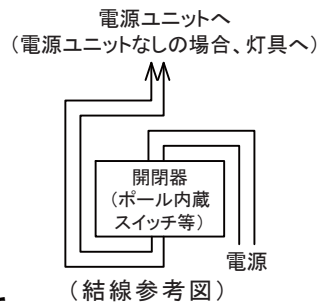 電源ユニットへ
（電源ユニットなしの場合、灯具へ）
開閉器
（ポール内蔵
スイッチ等）
電源
（結線参考図）